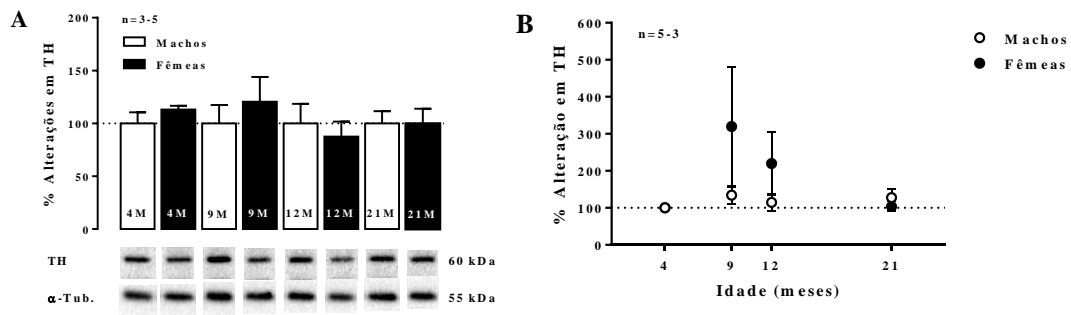 A
% Alterações em TH
200
150
100
50
0
n=3-5
Machos
Fêmeas
4M 4M 9M 9M 12M 12M 21M 21M
TH 60 kDa
α-Tub. 55 kDa
B
% Alteração em TH
600
500
400
300
200
100
0
n=5-3
Machos
Fêmeas
4 9 12 21
Idade (meses)